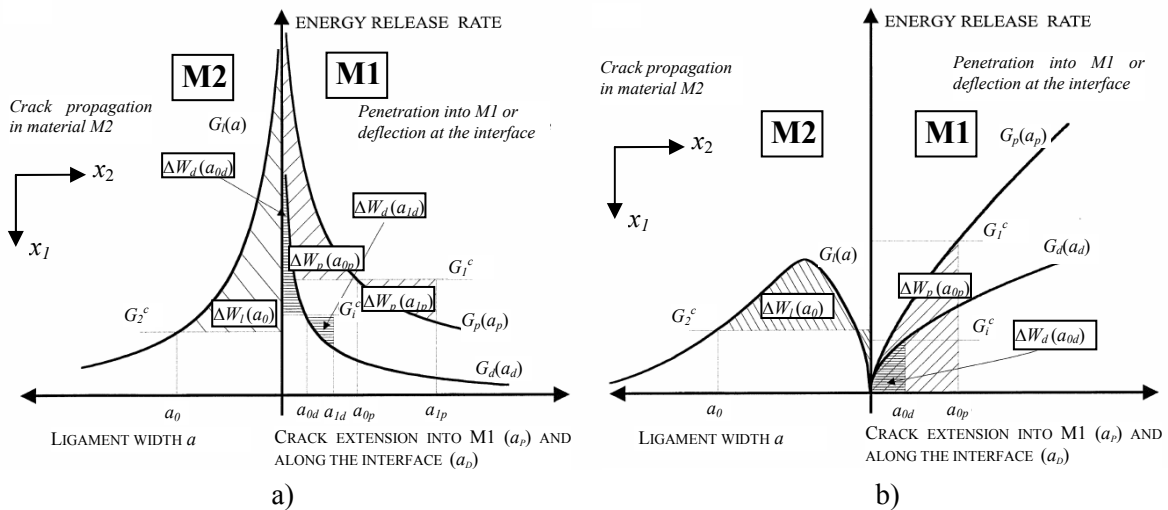 ENERGY RELEASE RATE
M2
M1
Crack propagation
in material M2
Penetration into M1 or
deflection at the interface
Gl(a)
x2
x1
ΔWd(a0d)
ΔWd(a1d)
ΔWp(a0p)
G1c
ΔWl(a0)
Gic
ΔWp(a1p)
G2c
Gp(ap)
Gd(ad)
a0
a0d
a1d
a0p
a1p
LIGAMENT WIDTH a
CRACK EXTENSION INTO M1 (aP) AND
ALONG THE INTERFACE (aD)
a)
ENERGY RELEASE RATE
Crack propagation
in material M2
Penetration into M1 or
deflection at the interface
M2
M1
Gp(ap)
x2
x1
G1c
Gl(a)
Gd(ad)
ΔWp(a0p)
ΔWl(a0)
G2c
Gic
ΔWd(a0d)
a0
a0d
a0p
LIGAMENT WIDTH a
CRACK EXTENSION INTO M1 (aP) AND
ALONG THE INTERFACE (aD)
b)